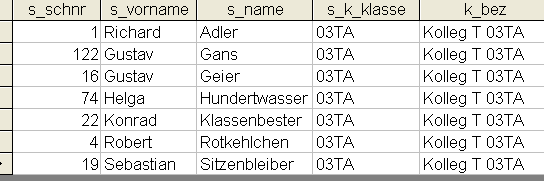 s_schnr s_vorname s_name s_k_klasse k_bez
1 Richard Adler 03TA Kolleg T 03TA
122 Gustav Gans 03TA Kolleg T 03TA
16 Gustav Geier 03TA Kolleg T 03TA
74 Helga Hundertwasser 03TA Kolleg T 03TA
22 Konrad Klassenbester 03TA Kolleg T 03TA
4 Robert Rotkehlchen 03TA Kolleg T 03TA
19 Sebastian Sitzenbleiber 03TA Kolleg T 03TA